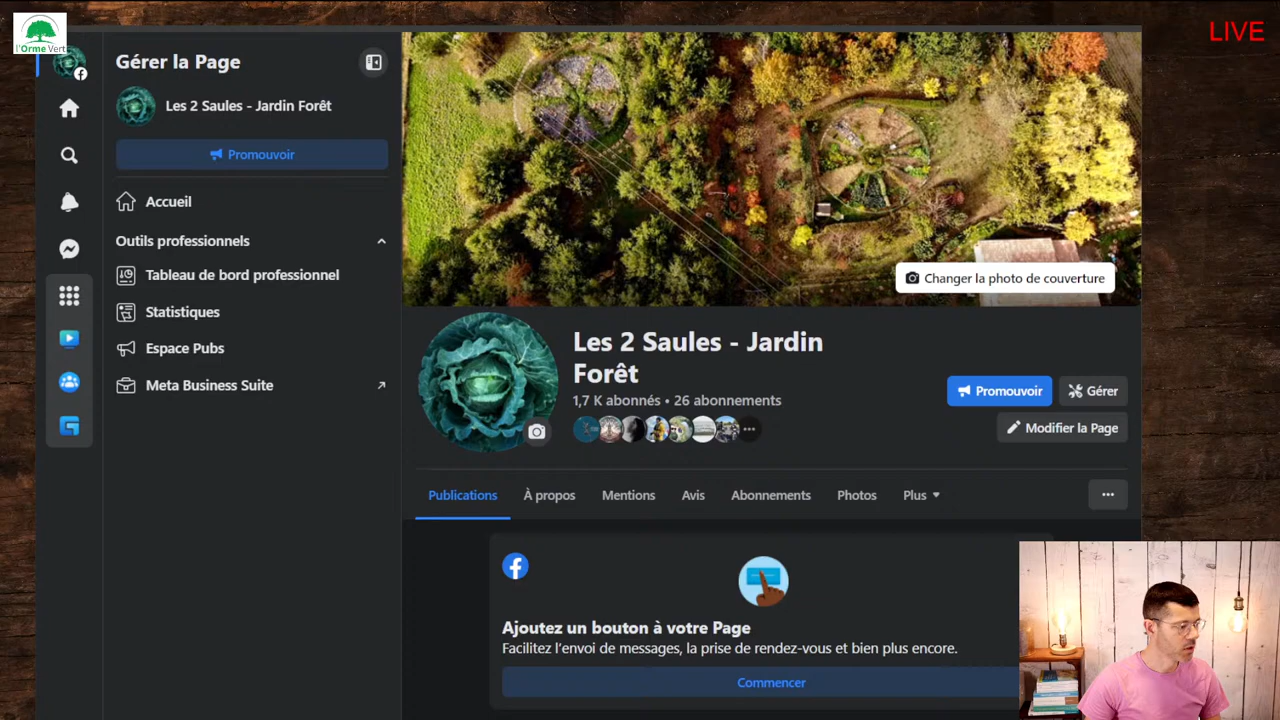 l'Orme Vert
LIVE
Gérer la Page
Les 2 Saules - Jardin Forêt
Promouvoir
Accueil
Outils professionnels
Tableau de bord professionnel
Statistiques
Espace Pubs
Meta Business Suite
Changer la photo de couverture
Les 2 Saules - Jardin
Forêt
1,7 K abonnés • 26 abonnements
Promouvoir
Gérer
Modifier la Page
Publications
À propos
Mentions
Avis
Abonnements
Photos
Plus
Ajoutez un bouton à votre Page
Facilitez l'envoi de messages, la prise de rendez-vous et bien plus encore.
Commencer